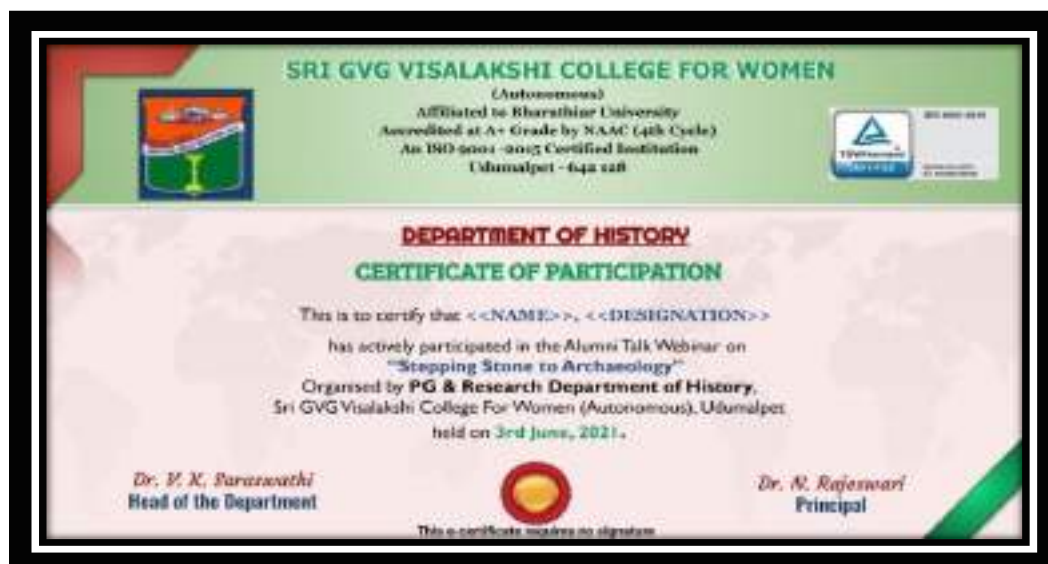 SRI GVG VISALAKSHI COLLEGE FOR WOMEN
(Autonomous)
Affiliated to Bharathiar University
Accredited at A+ Grade by NAAC (4th Cycle)
An ISO 9001 -2015 Certified Institution
Udumalpet - 642 128
DEPARTMENT OF HISTORY
CERTIFICATE OF PARTICIPATION
This is to certify that <<NAME>>, <<DESIGNATION>>
has actively participated in the Alumni Talk Webinar on
"Stepping Stone to Archaeology"
Organised by PG & Research Department of History,
Sri GVG Visalakshi College For Women (Autonomous), Udumalpet
held on 3rd June, 2021.
Dr. V. K. Saraswathi
Head of the Department
Dr. N. Rajeswari
Principal
This e-certificate requires no signature